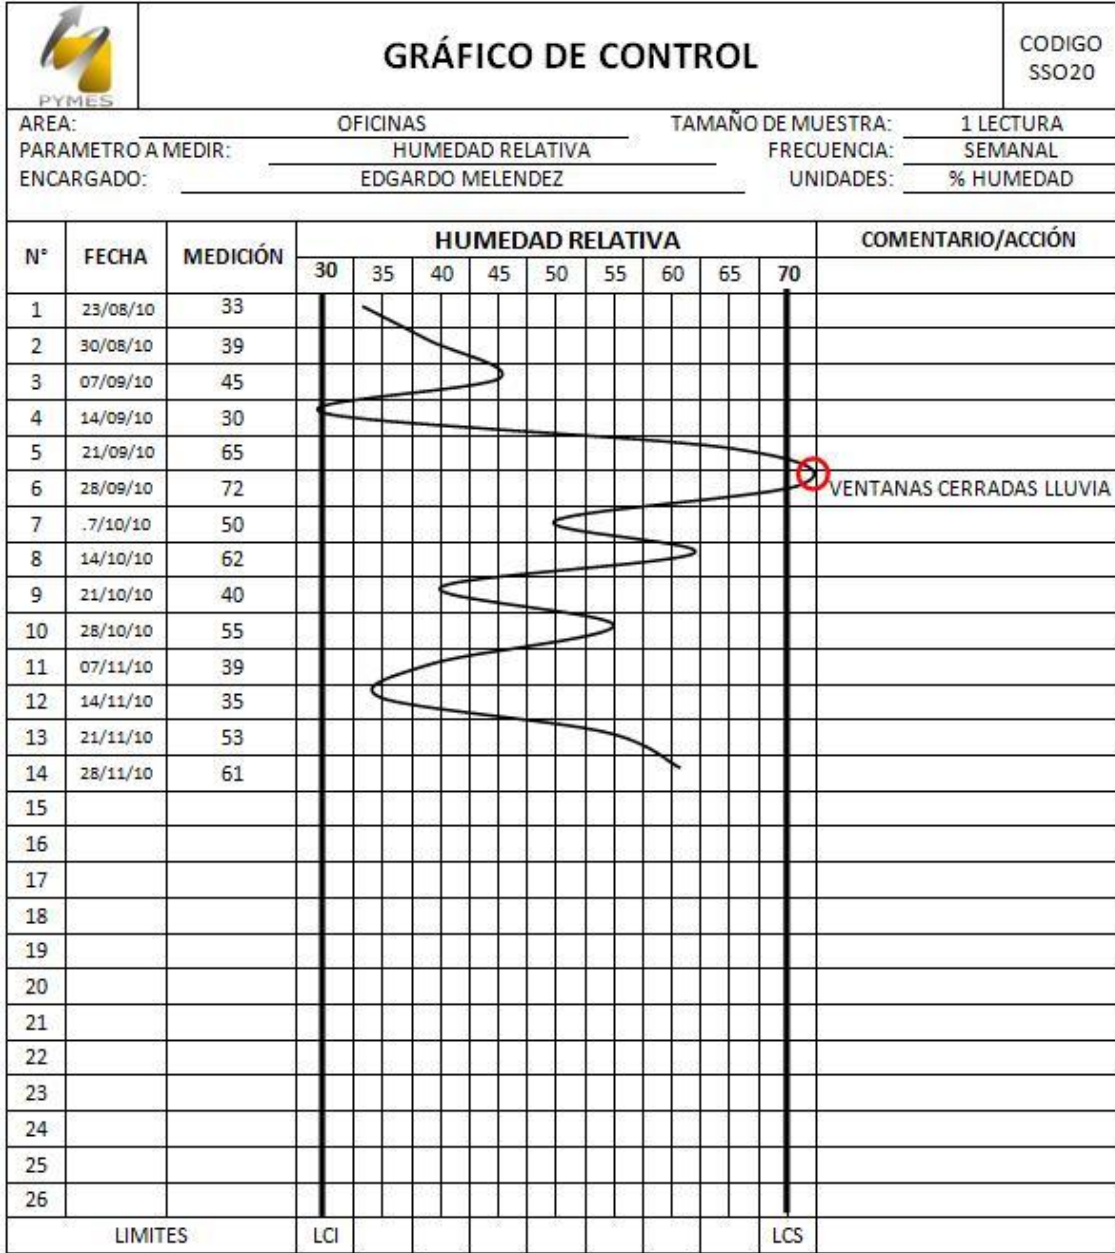 PYMES
GRÁFICO DE CONTROL
CODIGO
SSO20
AREA: OFICINAS TAMAÑO DE MUESTRA: 1 LECTURA
PARAMETRO A MEDIR: HUMEDAD RELATIVA FRECUENCIA: SEMANAL
ENCARGADO: EDGARDO MELENDEZ UNIDADES: % HUMEDAD
N° FECHA MEDICIÓN HUMEDAD RELATIVA COMENTARIO/ACCIÓN
30 35 40 45 50 55 60 65 70
1 23/08/10 33
2 30/08/10 39
3 07/09/10 45
4 14/09/10 30
5 21/09/10 65
6 28/09/10 72 VENTANAS CERRADAS LLUVIA
7 .7/10/10 50
8 14/10/10 62
9 21/10/10 40
10 28/10/10 55
11 07/11/10 39
12 14/11/10 35
13 21/11/10 53
14 28/11/10 61
15
16
17
18
19
20
21
22
23
24
25
26
LIMITES LCI LCS